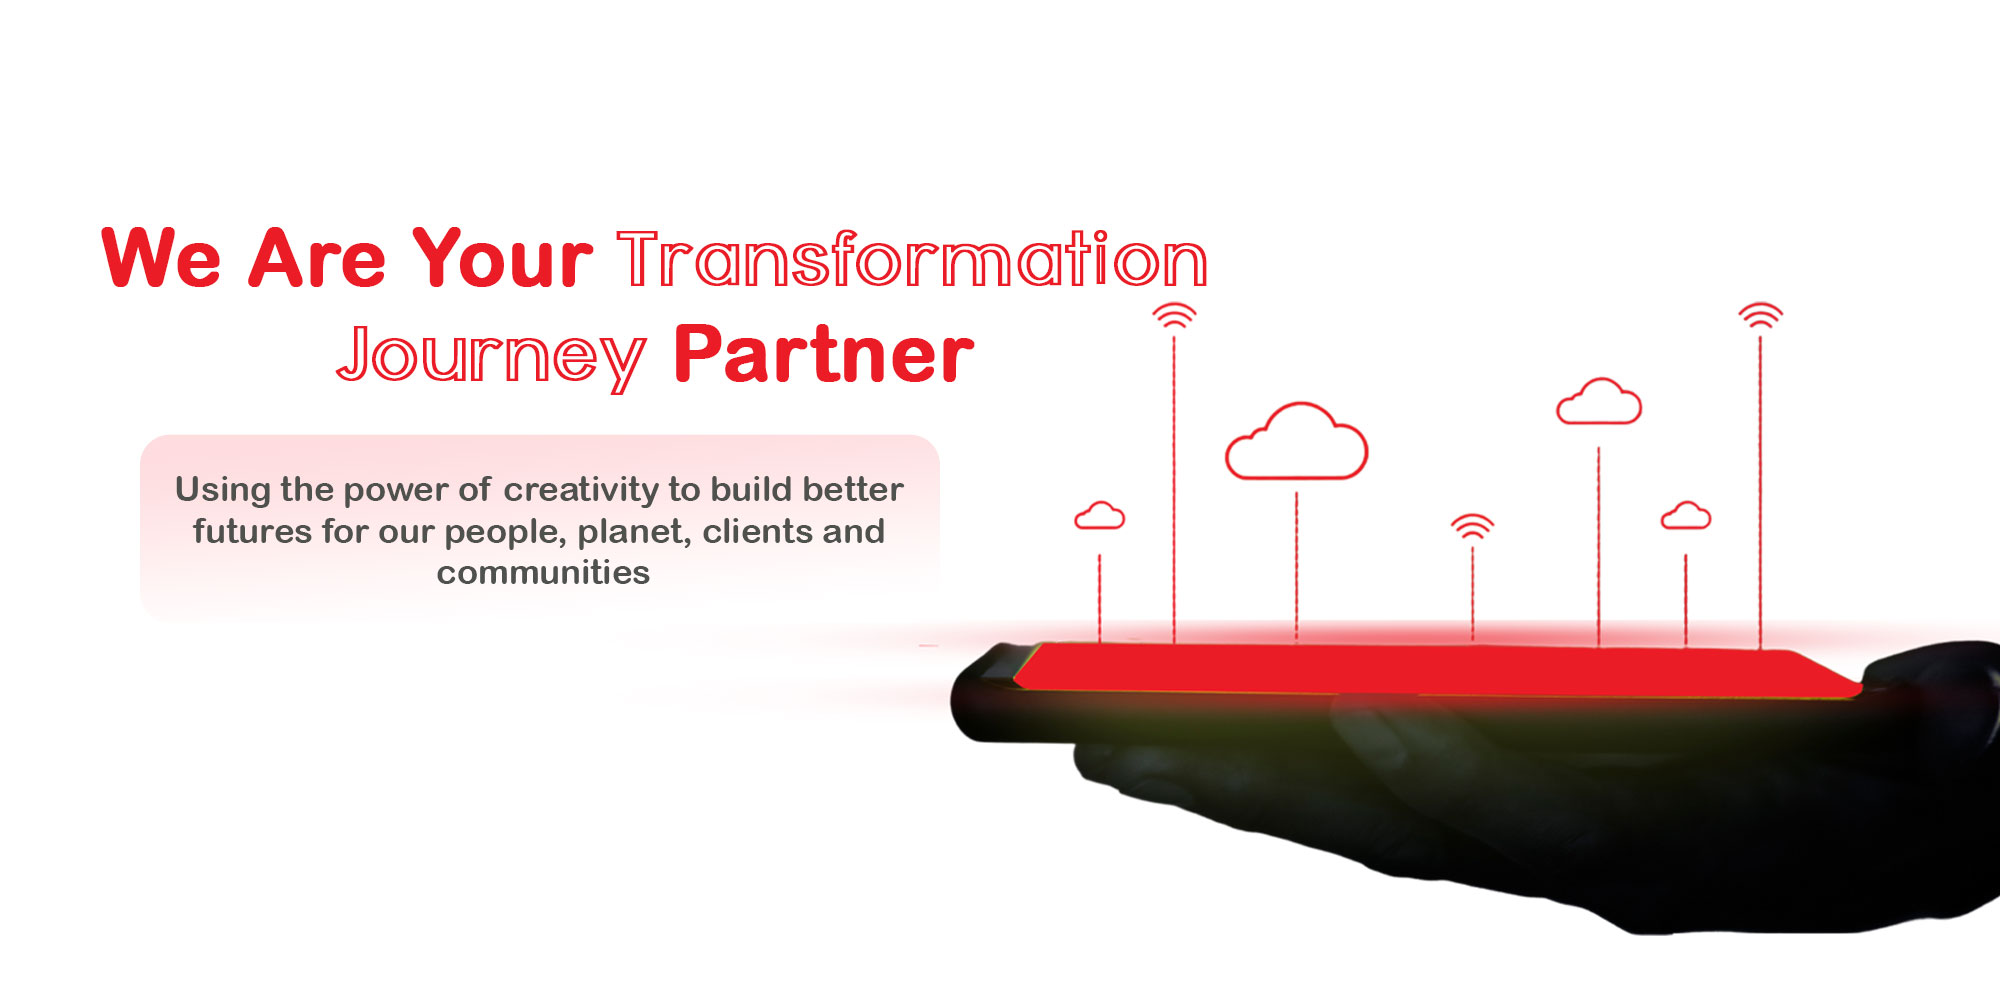 We Are Your Transformation
Journey Partner
Using the power of creativity to build better
futures for our people, planet, clients and
communities